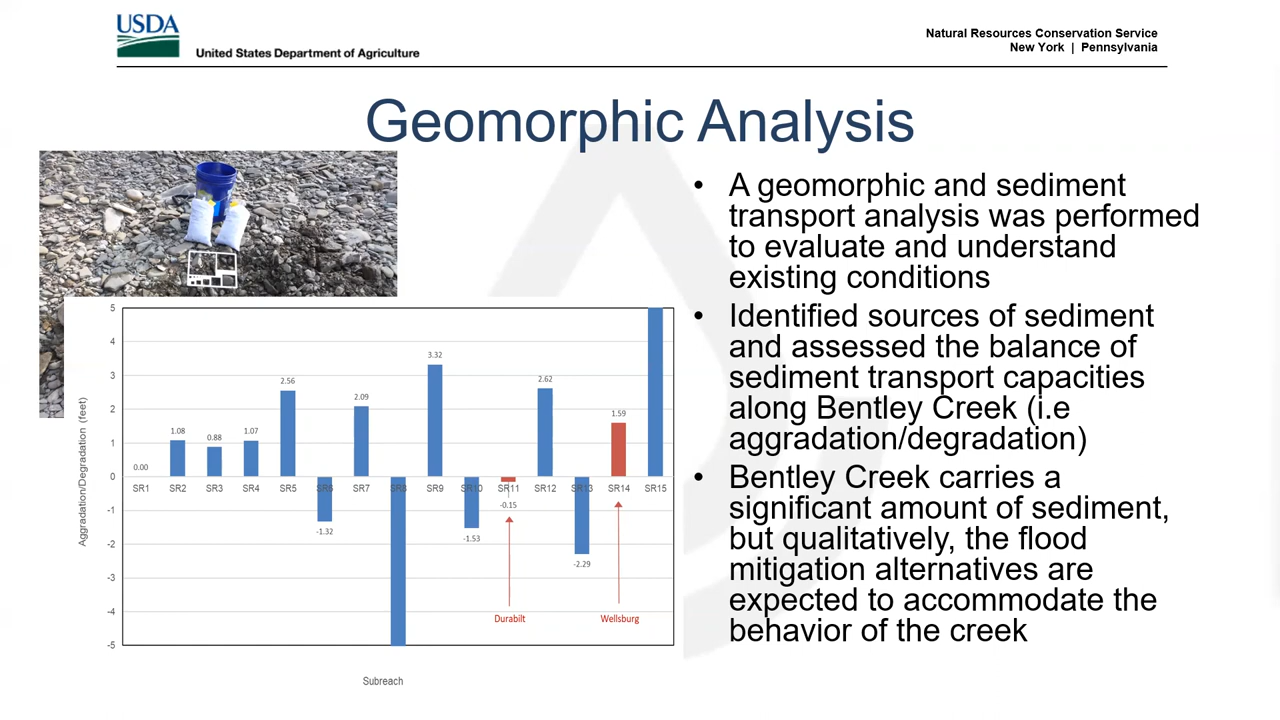 USDA
United States Department of Agriculture
Natural Resources Conservation Service
New York | Pennsylvania
Geomorphic Analysis
• A geomorphic and sediment
transport analysis was performed
to evaluate and understand
existing conditions
• Identified sources of sediment
and assessed the balance of
sediment transport capacities
along Bentley Creek (i.e
aggradation/degradation)
• Bentley Creek carries a
significant amount of sediment,
but qualitatively, the flood
mitigation alternatives are
expected to accommodate the
behavior of the creek
Aggradation/Degradation (feet)
5
4
3
2
1
0
-1
-2
-3
-4
-5
0.00
1.08
0.88
1.07
2.56
-1.32
2.09
3.32
-1.53
-0.15
2.62
-2.29
1.59
SR1 SR2 SR3 SR4 SR5 SR6 SR7 SR8 SR9 SR10 SR11 SR12 SR13 SR14 SR15
Durabilt
Wellsburg
Subreach